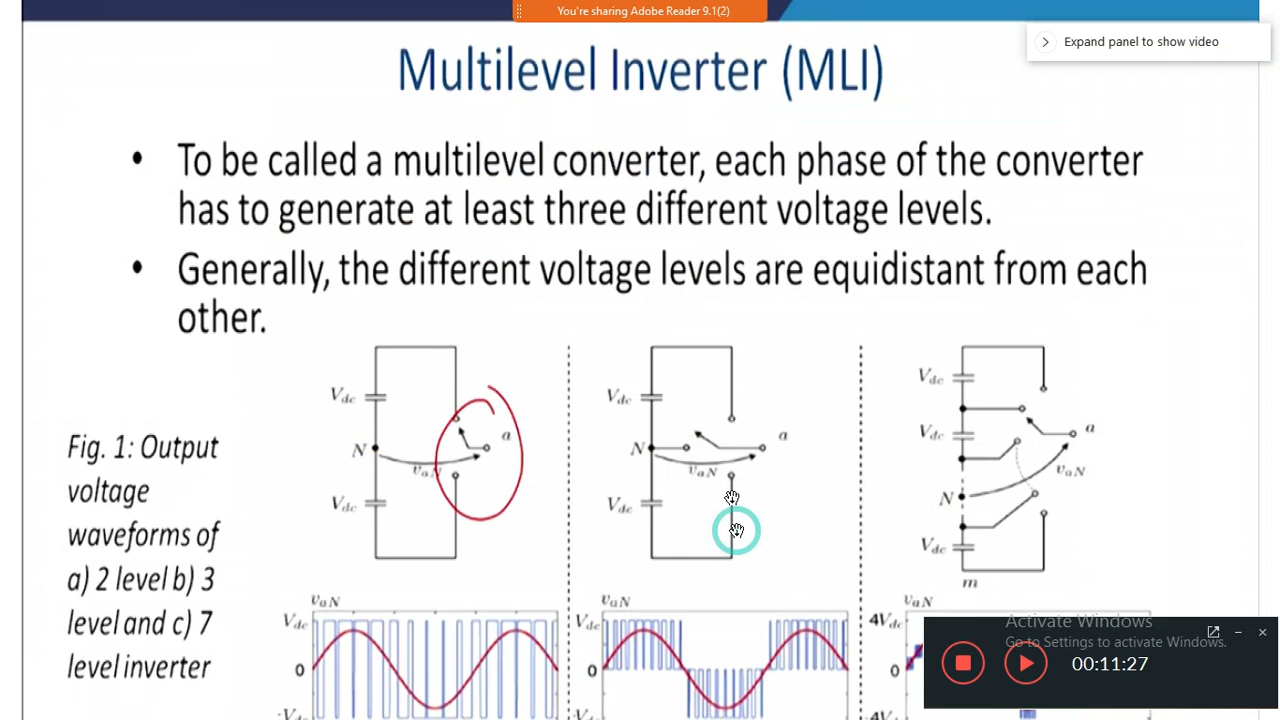 You're sharing Adobe Reader 9.1(2)
Expand panel to show video
Multilevel Inverter (MLI)
• To be called a multilevel converter, each phase of the converter
has to generate at least three different voltage levels.
• Generally, the different voltage levels are equidistant from each
other.
Fig. 1: Output
voltage
waveforms of
a) 2 level b) 3
level and c) 7
level inverter
Vdc
N
a
vaN
Vdc
vaN
Vdc
0
-Vd
Vdc
N
a
vaN
Vdc
vaN
Vdc
0
-Vd
Vdc
Vdc
a
vaN
N
Vdc
m
vaN
4Vdc
0
-4V
Activate Windows
Go to Settings to activate Windows.
00:11:27